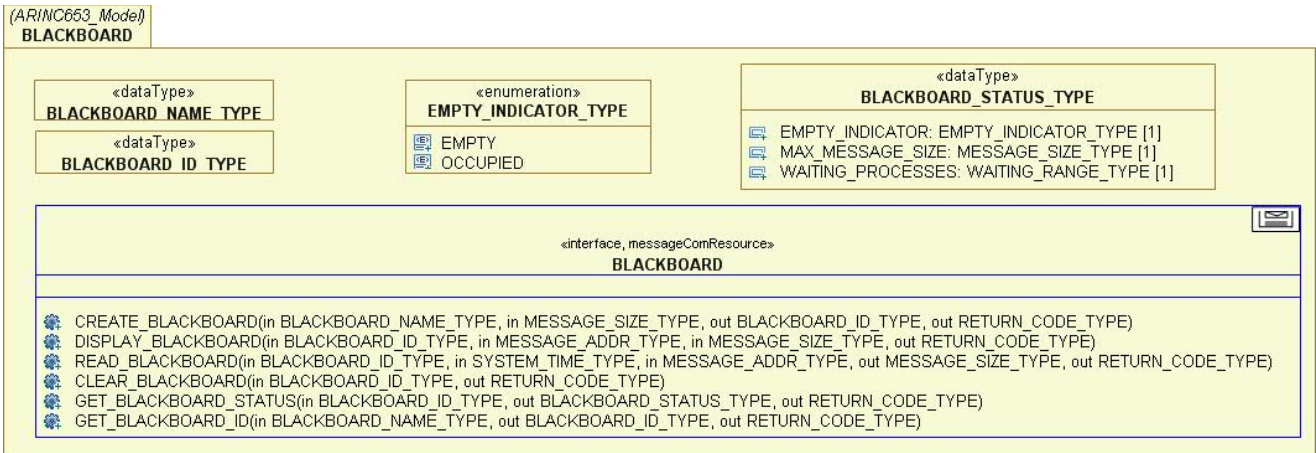 (ARINC653_Model)
BLACKBOARD
«dataType»
BLACKBOARD_NAME_TYPE
«dataType»
BLACKBOARD_ID_TYPE
«enumeration»
EMPTY_INDICATOR_TYPE
EMPTY
OCCUPIED
«dataType»
BLACKBOARD_STATUS_TYPE
EMPTY_INDICATOR: EMPTY_INDICATOR_TYPE [1]
MAX_MESSAGE_SIZE: MESSAGE_SIZE_TYPE [1]
WAITING_PROCESSES: WAITING_RANGE_TYPE [1]
«interface, messageComResource»
BLACKBOARD
CREATE_BLACKBOARD(in BLACKBOARD_NAME_TYPE, in MESSAGE_SIZE_TYPE, out BLACKBOARD_ID_TYPE, out RETURN_CODE_TYPE)
DISPLAY_BLACKBOARD(in BLACKBOARD_ID_TYPE, in MESSAGE_ADDR_TYPE, in MESSAGE_SIZE_TYPE, out RETURN_CODE_TYPE)
READ_BLACKBOARD(in BLACKBOARD_ID_TYPE, in SYSTEM_TIME_TYPE, in MESSAGE_ADDR_TYPE, out MESSAGE_SIZE_TYPE, out RETURN_CODE_TYPE)
CLEAR_BLACKBOARD(in BLACKBOARD_ID_TYPE, out RETURN_CODE_TYPE)
GET_BLACKBOARD_STATUS(in BLACKBOARD_ID_TYPE, out BLACKBOARD_STATUS_TYPE, out RETURN_CODE_TYPE)
GET_BLACKBOARD_ID(in BLACKBOARD_NAME_TYPE, out BLACKBOARD_ID_TYPE, out RETURN_CODE_TYPE)